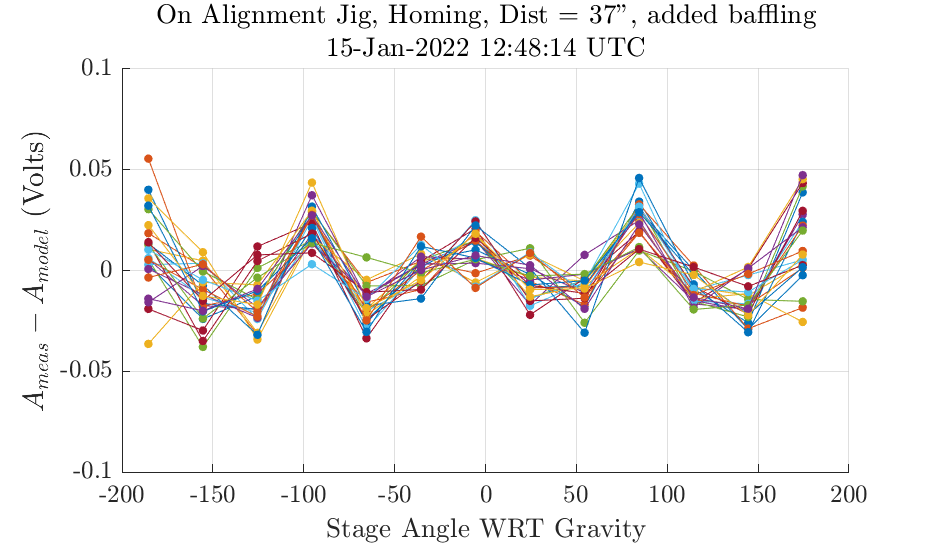 On Alignment Jig, Homing, Dist = 37”, added baffling
15-Jan-2022 12:48:14 UTC
A_meas − A_model (Volts)
0.1
0.05
0
-0.05
-0.1
-200 -150 -100 -50 0 50 100 150 200
Stage Angle WRT Gravity